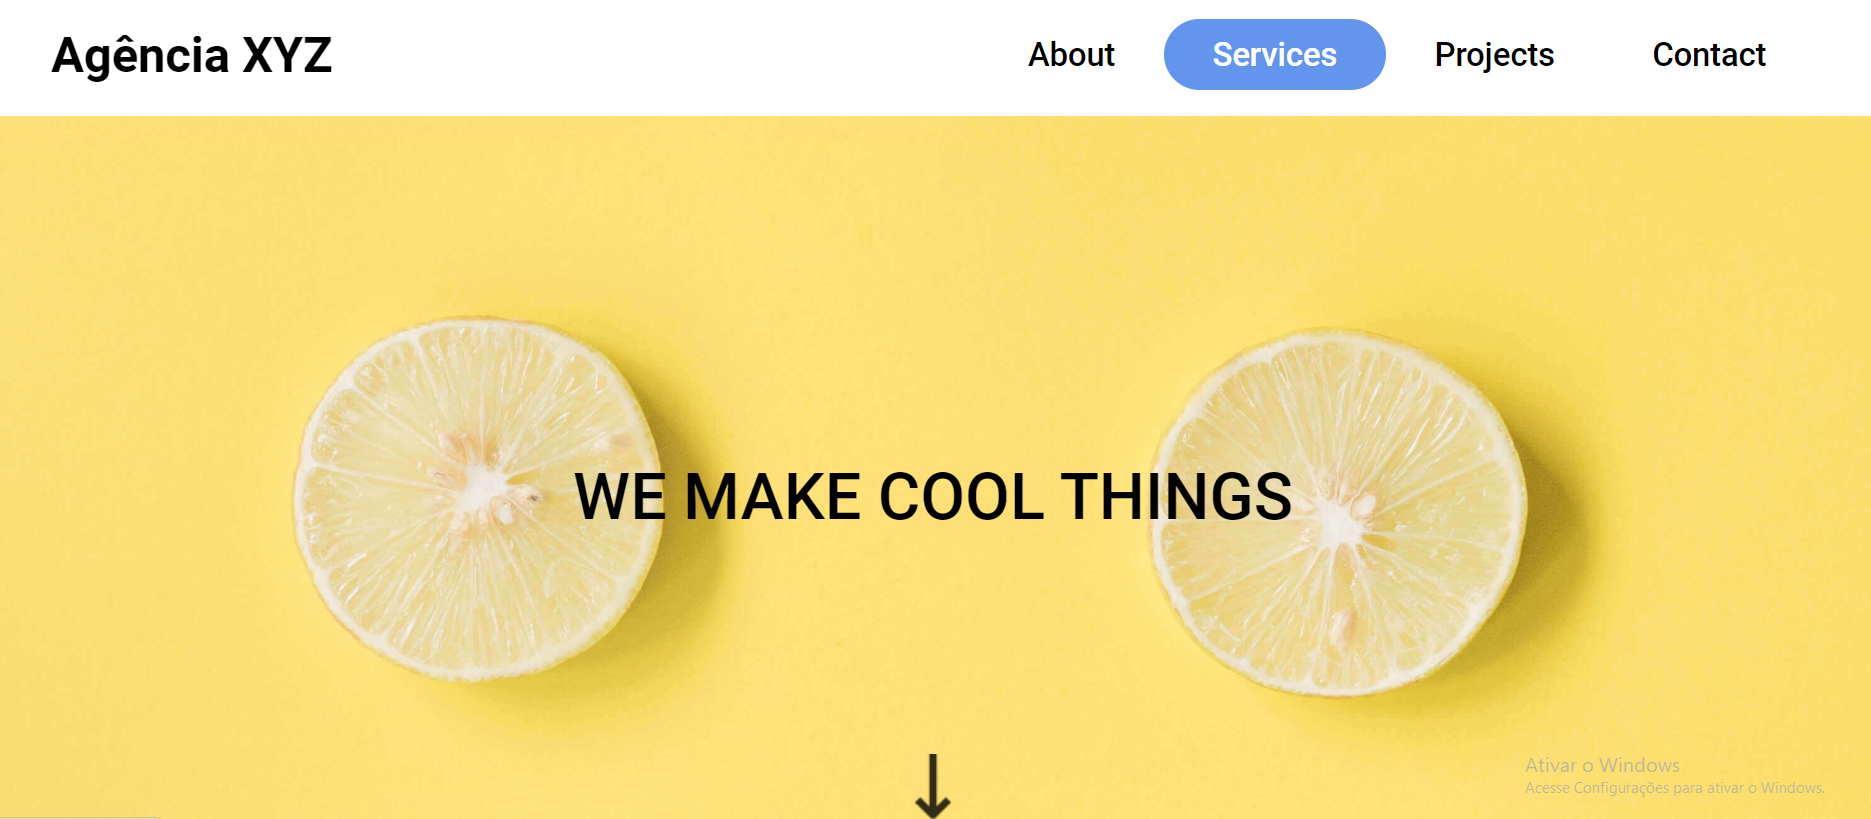 Agência XYZ
About Services Projects Contact
WE MAKE COOL THINGS
Ativar o Windows
Acesse Configurações para ativar o Windows.